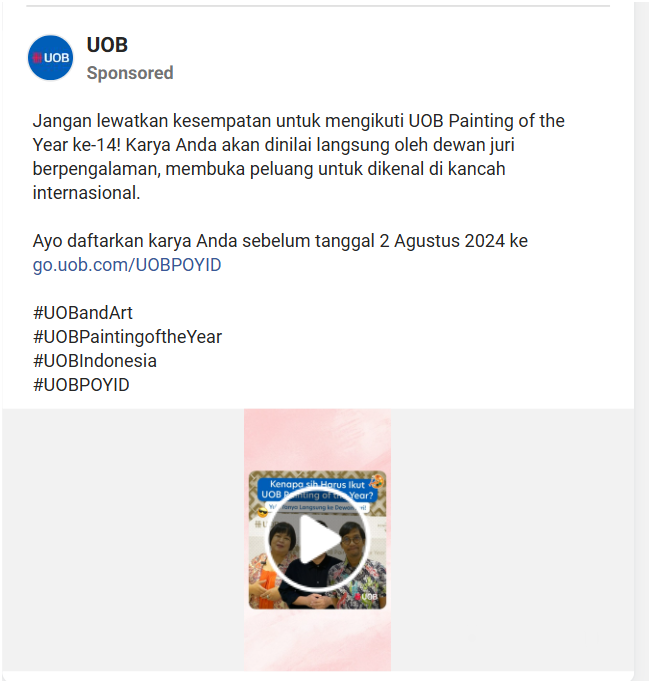 UOB
UOB
Sponsored
Jangan lewatkan kesempatan untuk mengikuti UOB Painting of the
Year ke-14! Karya Anda akan dinilai langsung oleh dewan juri
berpengalaman, membuka peluang untuk dikenal di kancah
internasional.
Ayo daftarkan karya Anda sebelum tanggal 2 Agustus 2024 ke
go.uob.com/UOBPOYID
#UOBandArt
#UOBPaintingoftheYear
#UOBIndonesia
#UOBPOYID
Kenapa sih Harus Ikut
UOB Painting of the Year?
Langsung ke Dewan
UOB